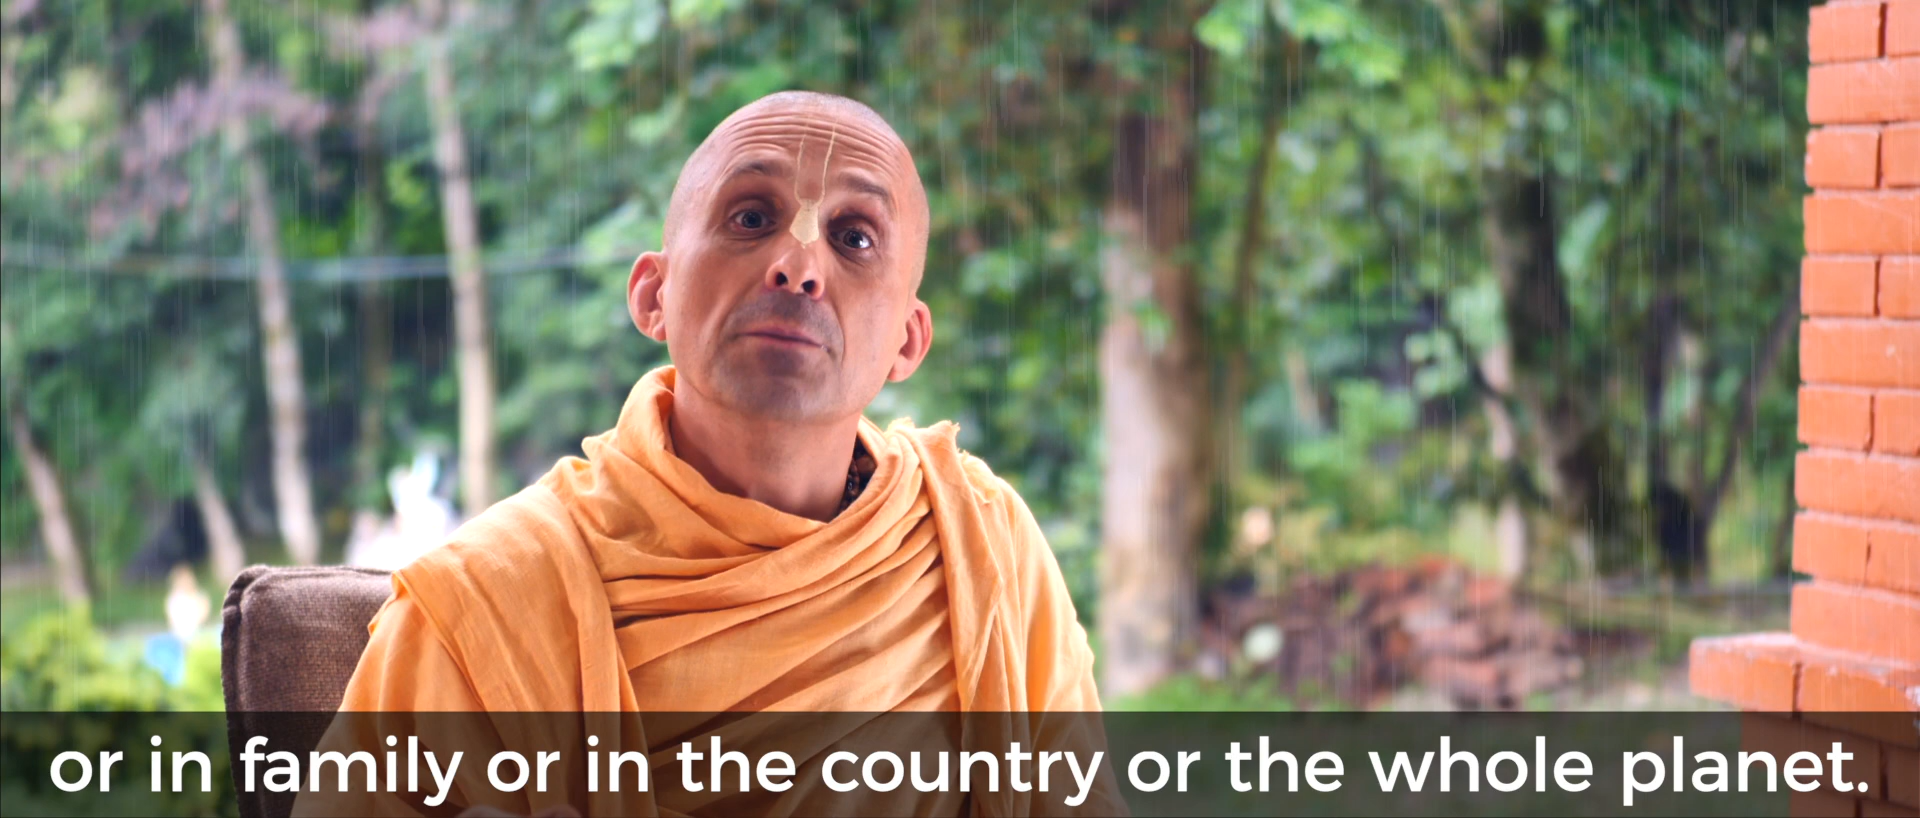 or in family or in the country or the whole planet.